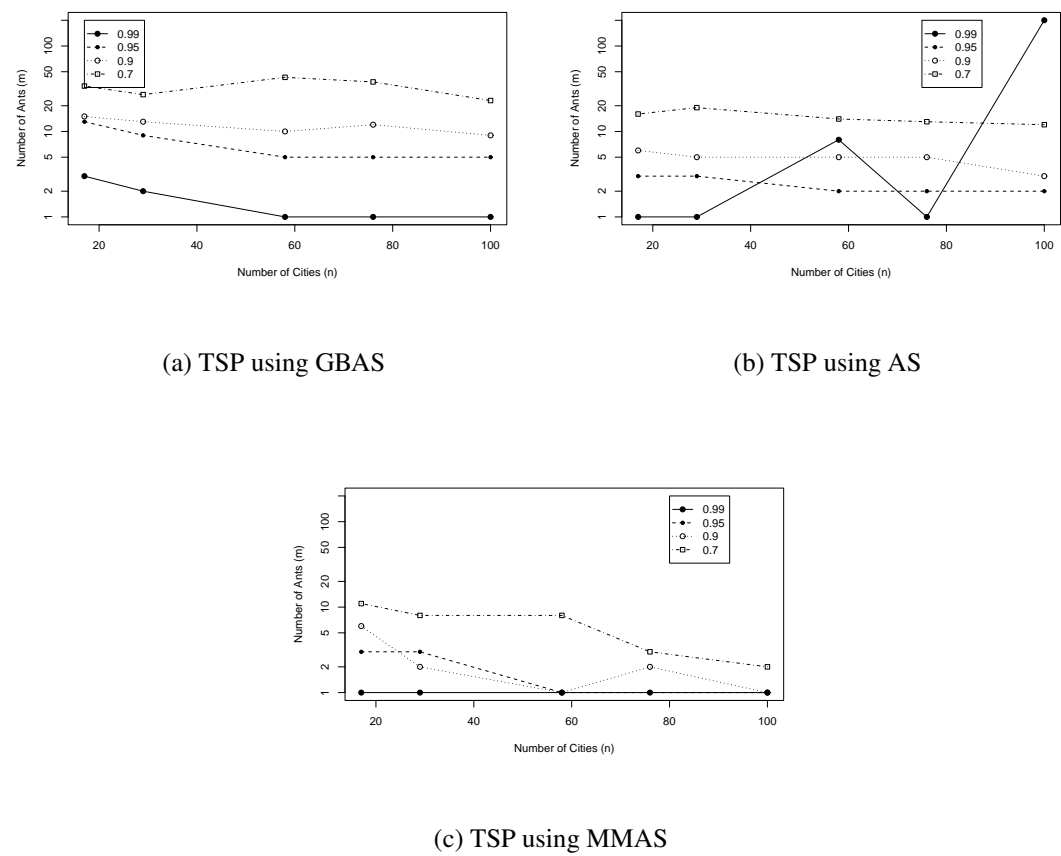 0.99
0.95
0.9
0.7
Number of Ants (m)
1 2 5 10 20 50 100
20 40 60 80 100
Number of Cities (n)
(a) TSP using GBAS
0.99
0.95
0.9
0.7
Number of Ants (m)
1 2 5 10 20 50 100
20 40 60 80 100
Number of Cities (n)
(b) TSP using AS
0.99
0.95
0.9
0.7
Number of Ants (m)
1 2 5 10 20 50 100
20 40 60 80 100
Number of Cities (n)
(c) TSP using MMAS